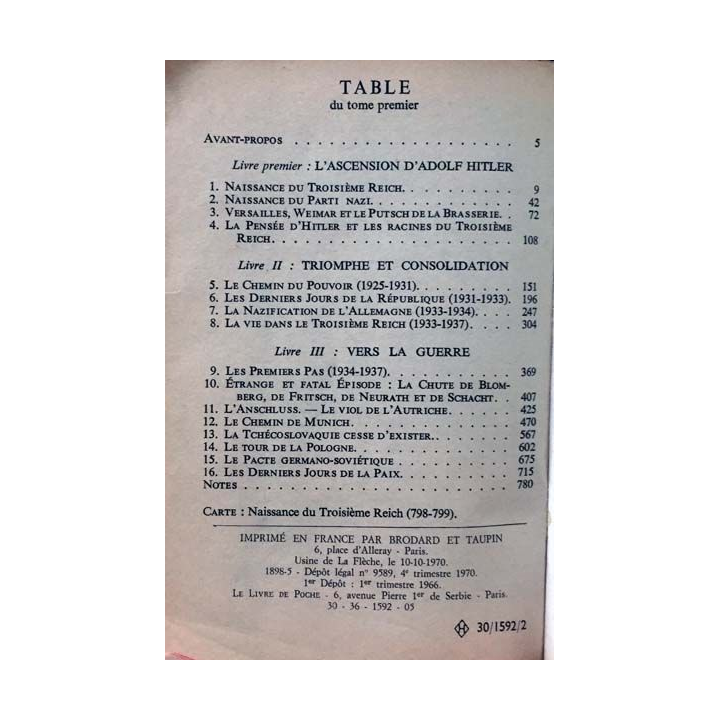 TABLE
du tome premier
AVANT-PROPOS . . . . . . . . . . . . . . . . . . . . 5
Livre premier : L'ASCENSION D'ADOLF HITLER
1. NAISSANCE DU TROISIÈME REICH. . . . . . . . . . . 9
2. NAISSANCE DU PARTI NAZI. . . . . . . . . . . . . 42
3. VERSAILLES, WEIMAR ET LE PUTSCH DE LA BRASSERIE. . 72
4. LA PENSÉE D'HITLER ET LES RACINES DU TROISIÈME
REICH. . . . . . . . . . . . . . . . . . . . . . 108
Livre II : TRIOMPHE ET CONSOLIDATION
5. LE CHEMIN DU POUVOIR (1925-1931). . . . . . . . . 151
6. LES DERNIERS JOURS DE LA RÉPUBLIQUE (1931-1933). 196
7. LA NAZIFICATION DE L'ALLEMAGNE (1933-1934). . . . 247
8. LA VIE DANS LE TROISIÈME REICH (1933-1937). . . . . 304
Livre III : VERS LA GUERRE
9. LES PREMIERS PAS (1934-1937). . . . . . . . . . . . 369
10. ÉTRANGE ET FATAL ÉPISODE : LA CHUTE DE BLOM-
BERG, DE FRITSCH, DE NEURATH ET DE SCHACHT. . 407
11. L'ANSCHLUSS. — LE VIOL DE L'AUTRICHE. . . . . . . 425
12. LE CHEMIN DE MUNICH. . . . . . . . . . . . . . . 470
13. LA TCHÉCOSLOVAQUIE CESSE D'EXISTER. . . . . . . . 567
14. LE TOUR DE LA POLOGNE. . . . . . . . . . . . . . 602
15. LE PACTE GERMANO-SOVIÉTIQUE . . . . . . . . . . . 675
16. LES DERNIERS JOURS DE LA PAIX. . . . . . . . . . . 715
NOTES . . . . . . . . . . . . . . . . . . . . . . . . 780
CARTE : Naissance du Troisième Reich (798-799).
IMPRIMÉ EN FRANCE PAR BRODARD ET TAUPIN
6, place d'Alleray - Paris.
Usine de La Flèche, le 10-10-1970.
1898-5 - Dépôt légal n° 9589, 4e trimestre 1970.
1er Dépôt : 1er trimestre 1966.
LE LIVRE DE POCHE - 6, avenue Pierre 1er de Serbie - Paris.
30 - 36 - 1592 - 05
H 30/1592/2